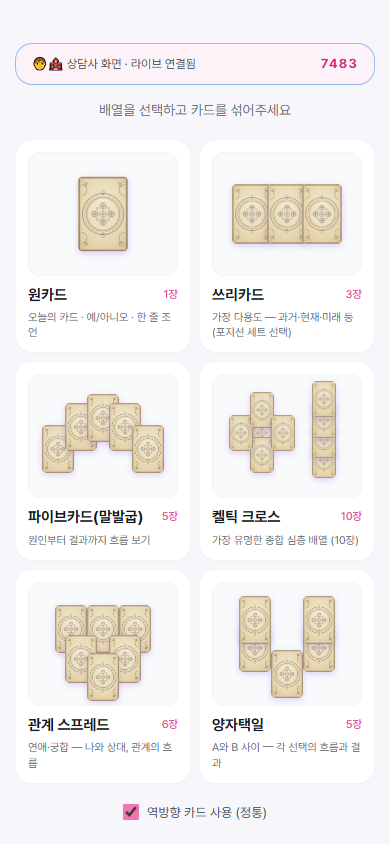 상담사 화면 · 라이브 연결됨 7483
배열을 선택하고 카드를 섞어주세요
원카드 1장
오늘의 카드 · 예/아니오 · 한 줄 조
언
쓰리카드 3장
가장 다용도 — 과거·현재·미래 등
(포지션 세트 선택)
파이브카드(말발굽) 5장
원인부터 결과까지 흐름 보기
켈틱 크로스 10장
가장 유명한 종합 심층 배열 (10장)
관계 스프레드 6장
연애·궁합 — 나와 상대, 관계의 흐
름
양자택일 5장
A와 B 사이 — 각 선택의 흐름과 결
과
역방향 카드 사용 (정통)